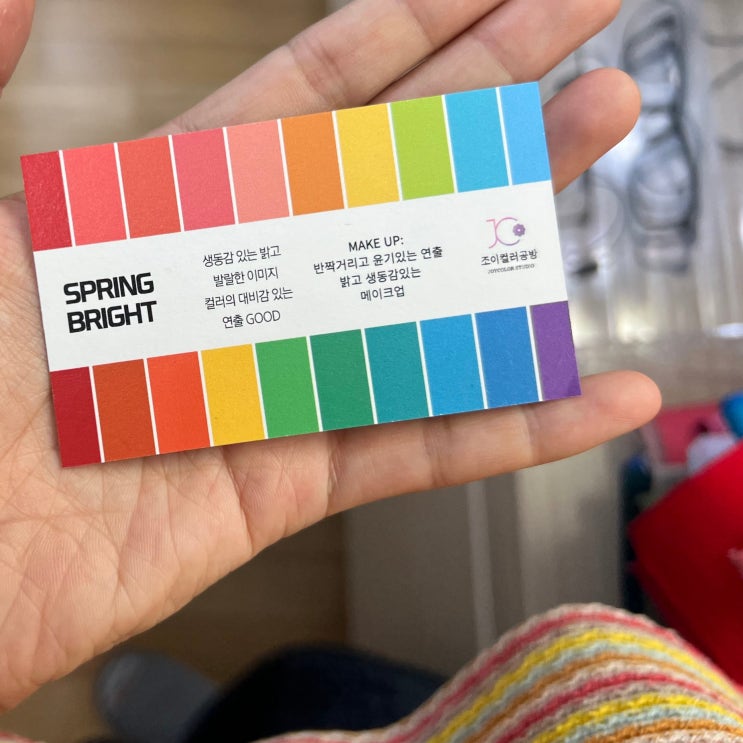 SPRING
BRIGHT
생동감 있는 밝고
발랄한 이미지
컬러의 대비감 있는
연출 GOOD
MAKE UP:
반짝거리고 윤기있는 연출
밝고 생동감있는
메이크업
JC
조이컬러공방
JOYCOLOR STUDIO